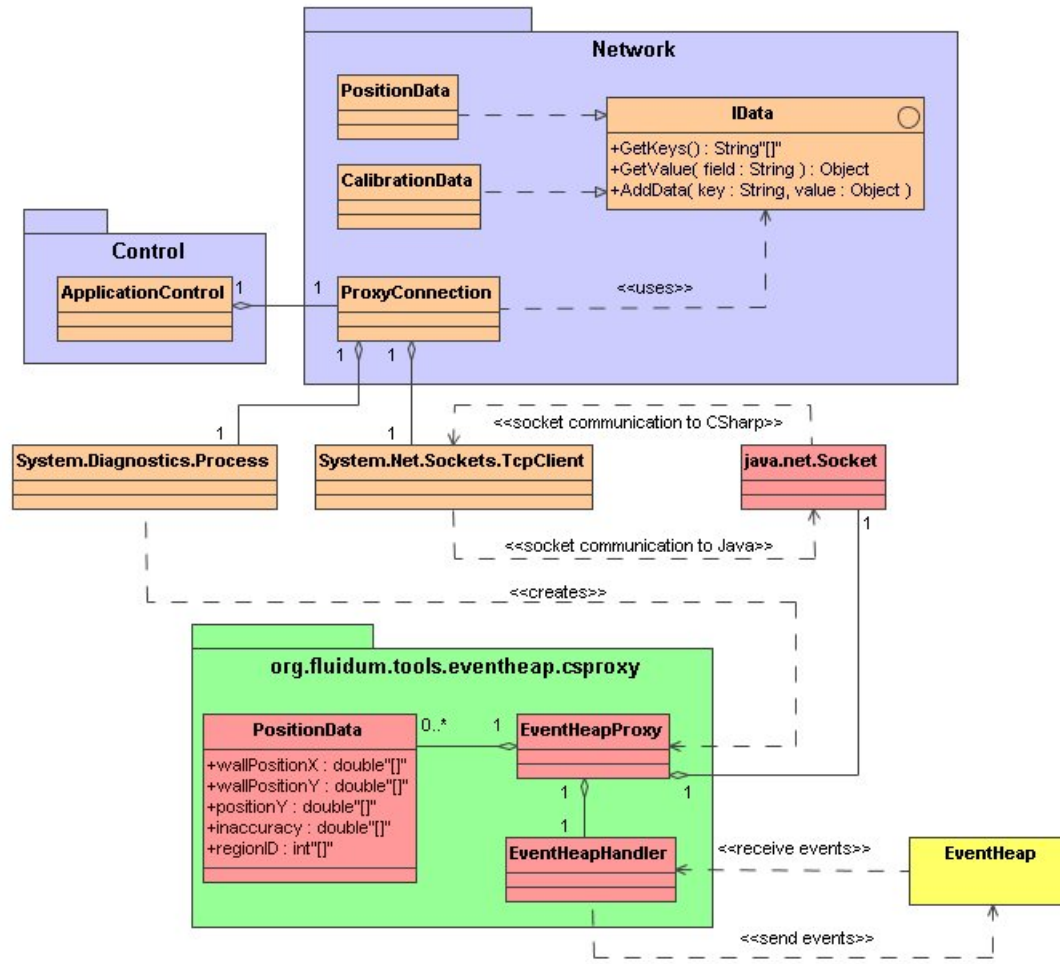 Network
PositionData
IData
+GetKeys() : String"[]"
+GetValue( field : String ) : Object
+AddData( key : String, value : Object )
CalibrationData
Control
ApplicationControl
1
1
ProxyConnection
<<uses>>
1
1
1
1
<<socket communication to CSharp>>
System.Diagnostics.Process
System.Net.Sockets.TcpClient
java.net.Socket
1
<<socket communication to Java>>
<<creates>>
org.fluidum.tools.eventheap.csproxy
PositionData
+wallPositionX : double"[]"
+wallPositionY : double"[]"
+positionY : double"[]"
+inaccuracy : double"[]"
+regionID : int"[]"
0..*
1
EventHeapProxy
1
1
1
EventHeapHandler
<<receive events>>
EventHeap
<<send events>>